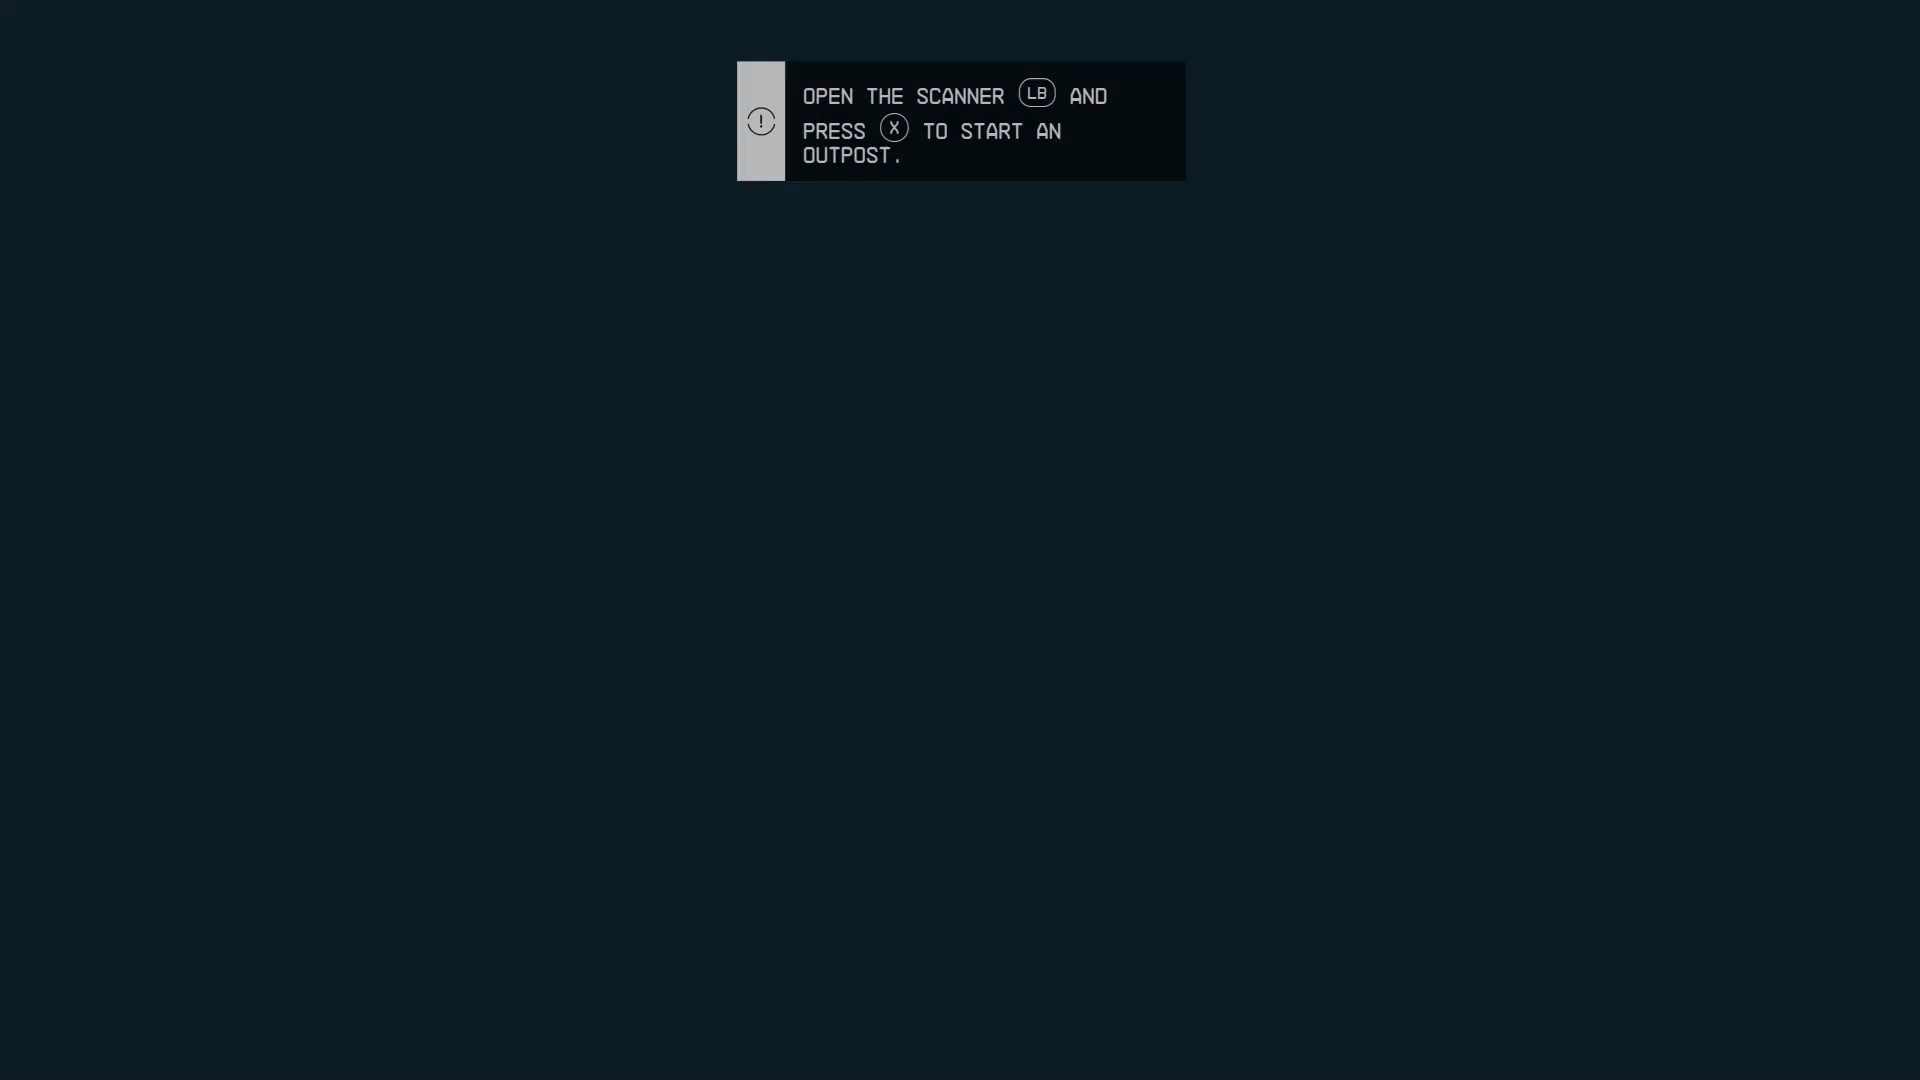 OPEN THE SCANNER LB AND
PRESS X TO START AN
OUTPOST.